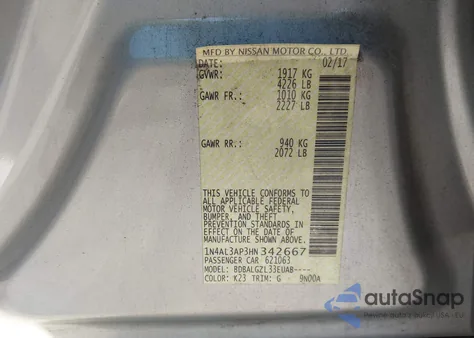 MFD BY NISSAN MOTOR CO., LTD.
DATE: 02/17
GVWR: 1917 KG
4226 LB
GAWR FR.: 1010 KG
2227 LB
GAWR RR.: 940 KG
2072 LB
THIS VEHICLE CONFORMS TO
ALL APPLICABLE FEDERAL
MOTOR VEHICLE SAFETY,
BUMPER, AND THEFT
PREVENTION STANDARDS IN
EFFECT ON THE DATE OF
MANUFACTURE SHOWN ABOVE.
1N4AL3AP3HN342667
PASSENGER CAR 621063
MODEL: BDBALGZL33EUAB----
COLOR: K23 TRIM: G 9N00A
autoSnap